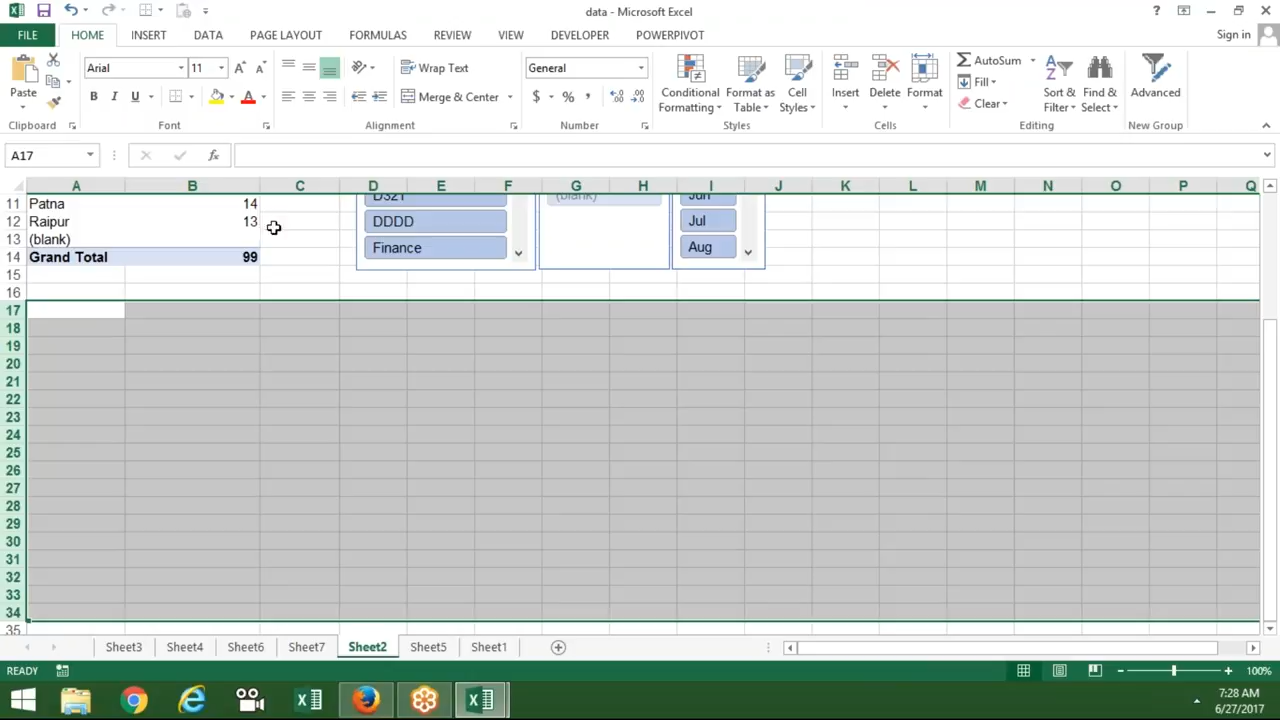 data - Microsoft Excel
?
FILE HOME INSERT DATA PAGE LAYOUT FORMULAS REVIEW VIEW DEVELOPER POWERPIVOT Sign in
Arial 11 Wrap Text General AutoSum
Fill
Clear
Paste B I U Merge & Center $ % , Conditional Formatting Format as Table Cell Styles Insert Delete Format Sort & Filter Find & Select Advanced
Clipboard Font Alignment Number Styles Cells Editing New Group
A17 fx
A B C D E F G H I J K L M N O P Q
11 Patna 14 D321 (blank) Jun
12 Raipur 13 DDDD Jul
13 (blank) Finance Aug
14 Grand Total 99
15
16
17
18
19
20
21
22
23
24
25
26
27
28
29
30
31
32
33
34
35
Sheet3 Sheet4 Sheet6 Sheet7 Sheet2 Sheet5 Sheet1
READY 100%
7:28 AM
6/27/2017